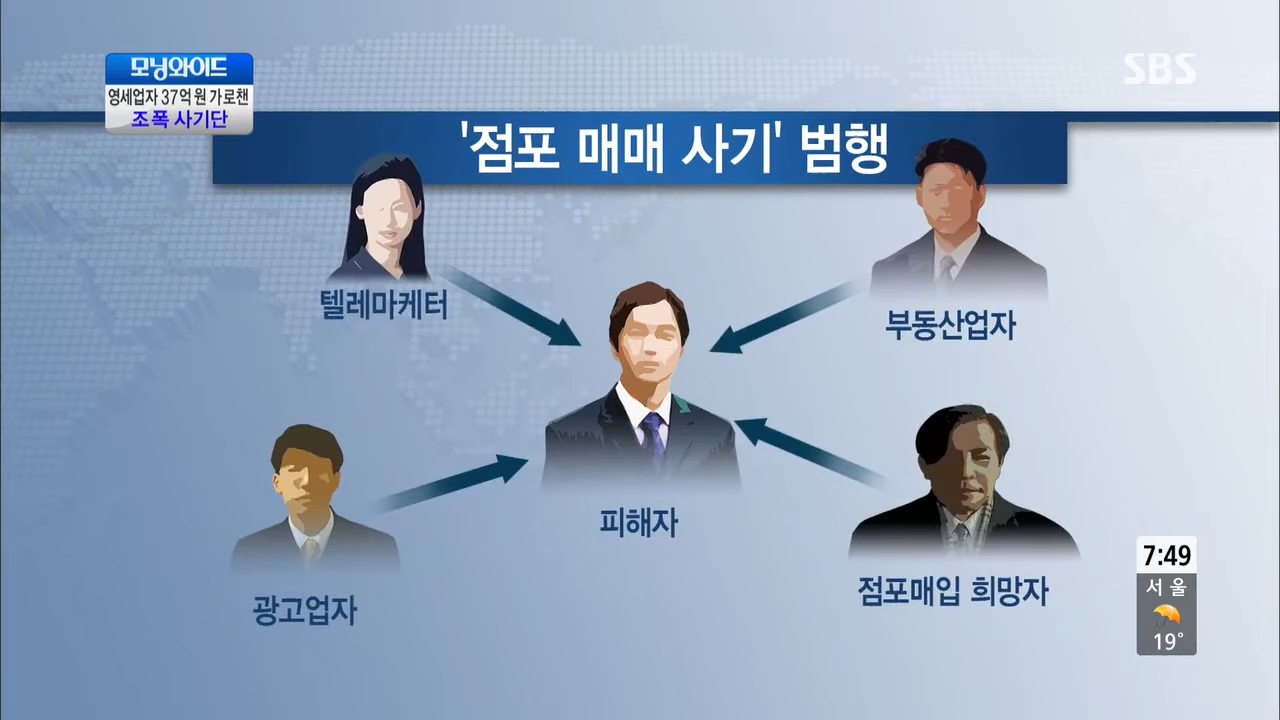 모닝와이드
영세업자 37억 원 가로챈
조폭 사기단
SBS
'점포 매매 사기' 범행
텔레마케터
부동산업자
피해자
광고업자
점포매입 희망자
7:49
서울
19°